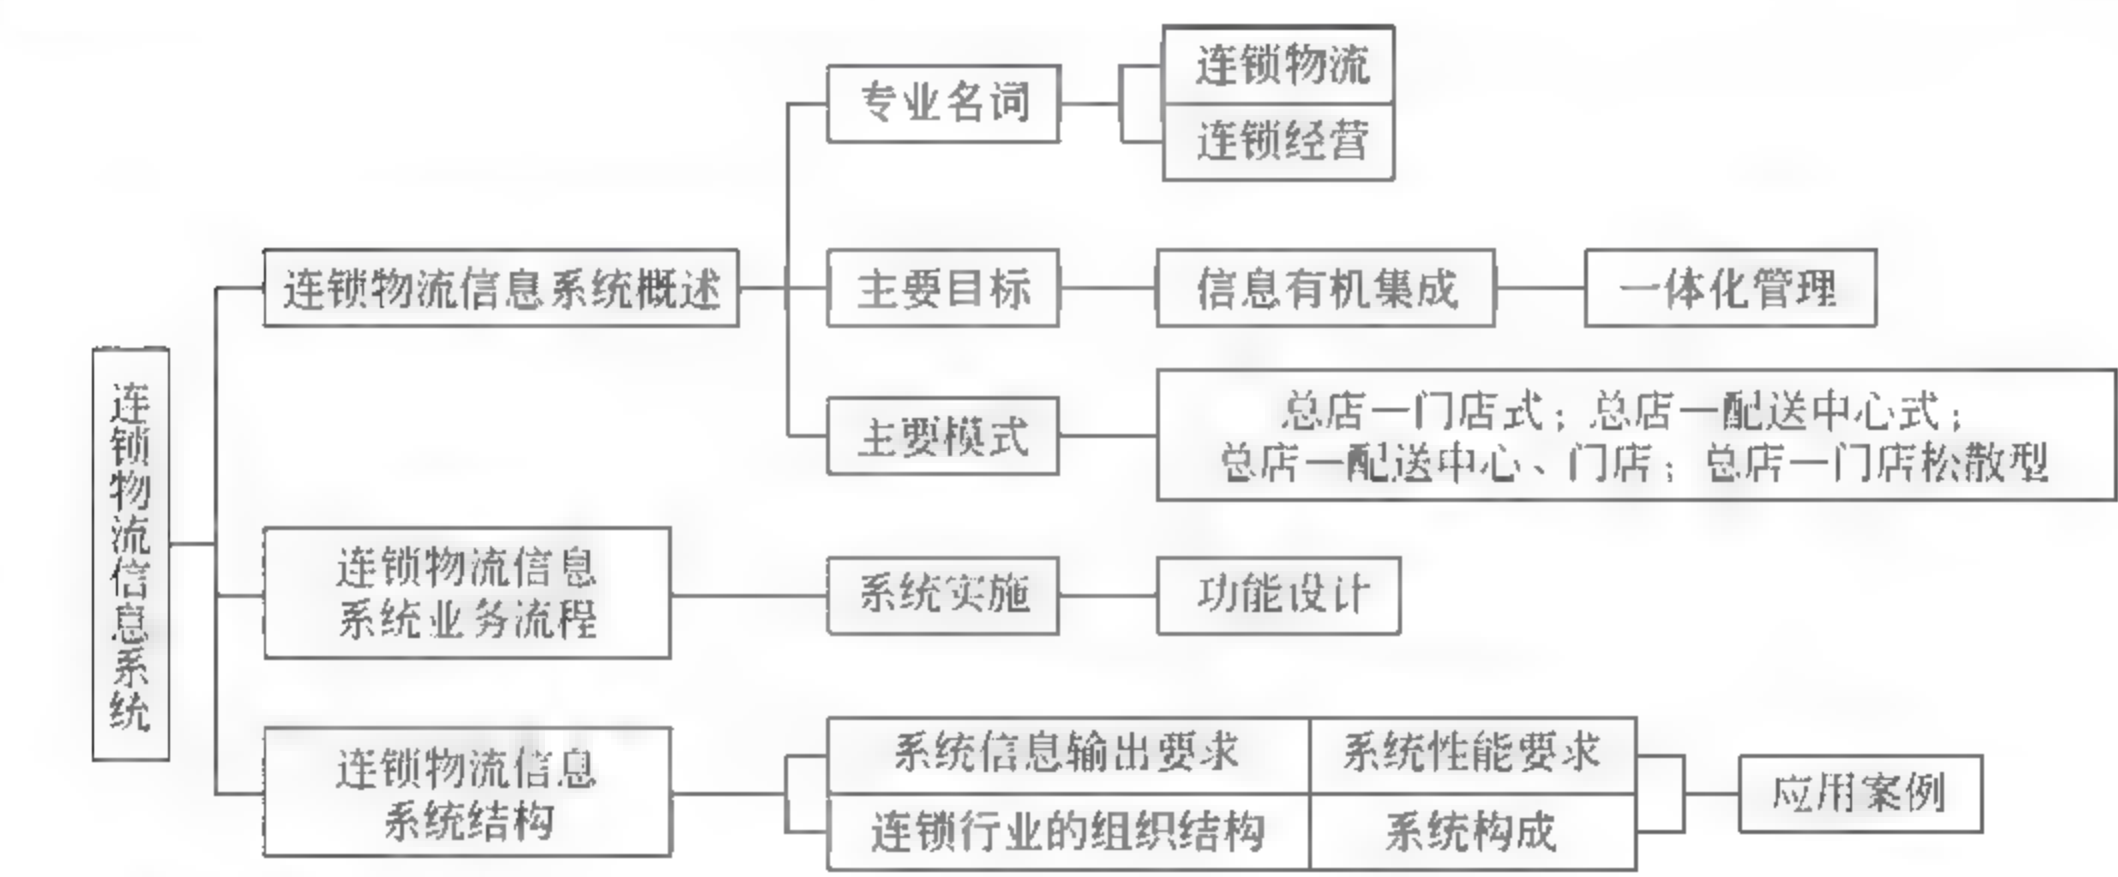 连锁物流信息系统
连锁物流信息系统概述
专业名词
连锁物流
连锁经营
主要目标
信息有机集成
一体化管理
主要模式
总店—门店式；总店—配送中心式；
总店—配送中心、门店；总店—门店松散型
连锁物流信息
系统业务流程
系统实施
功能设计
连锁物流信息
系统结构
系统信息输出要求
系统性能要求
连锁行业的组织结构
系统构成
应用案例